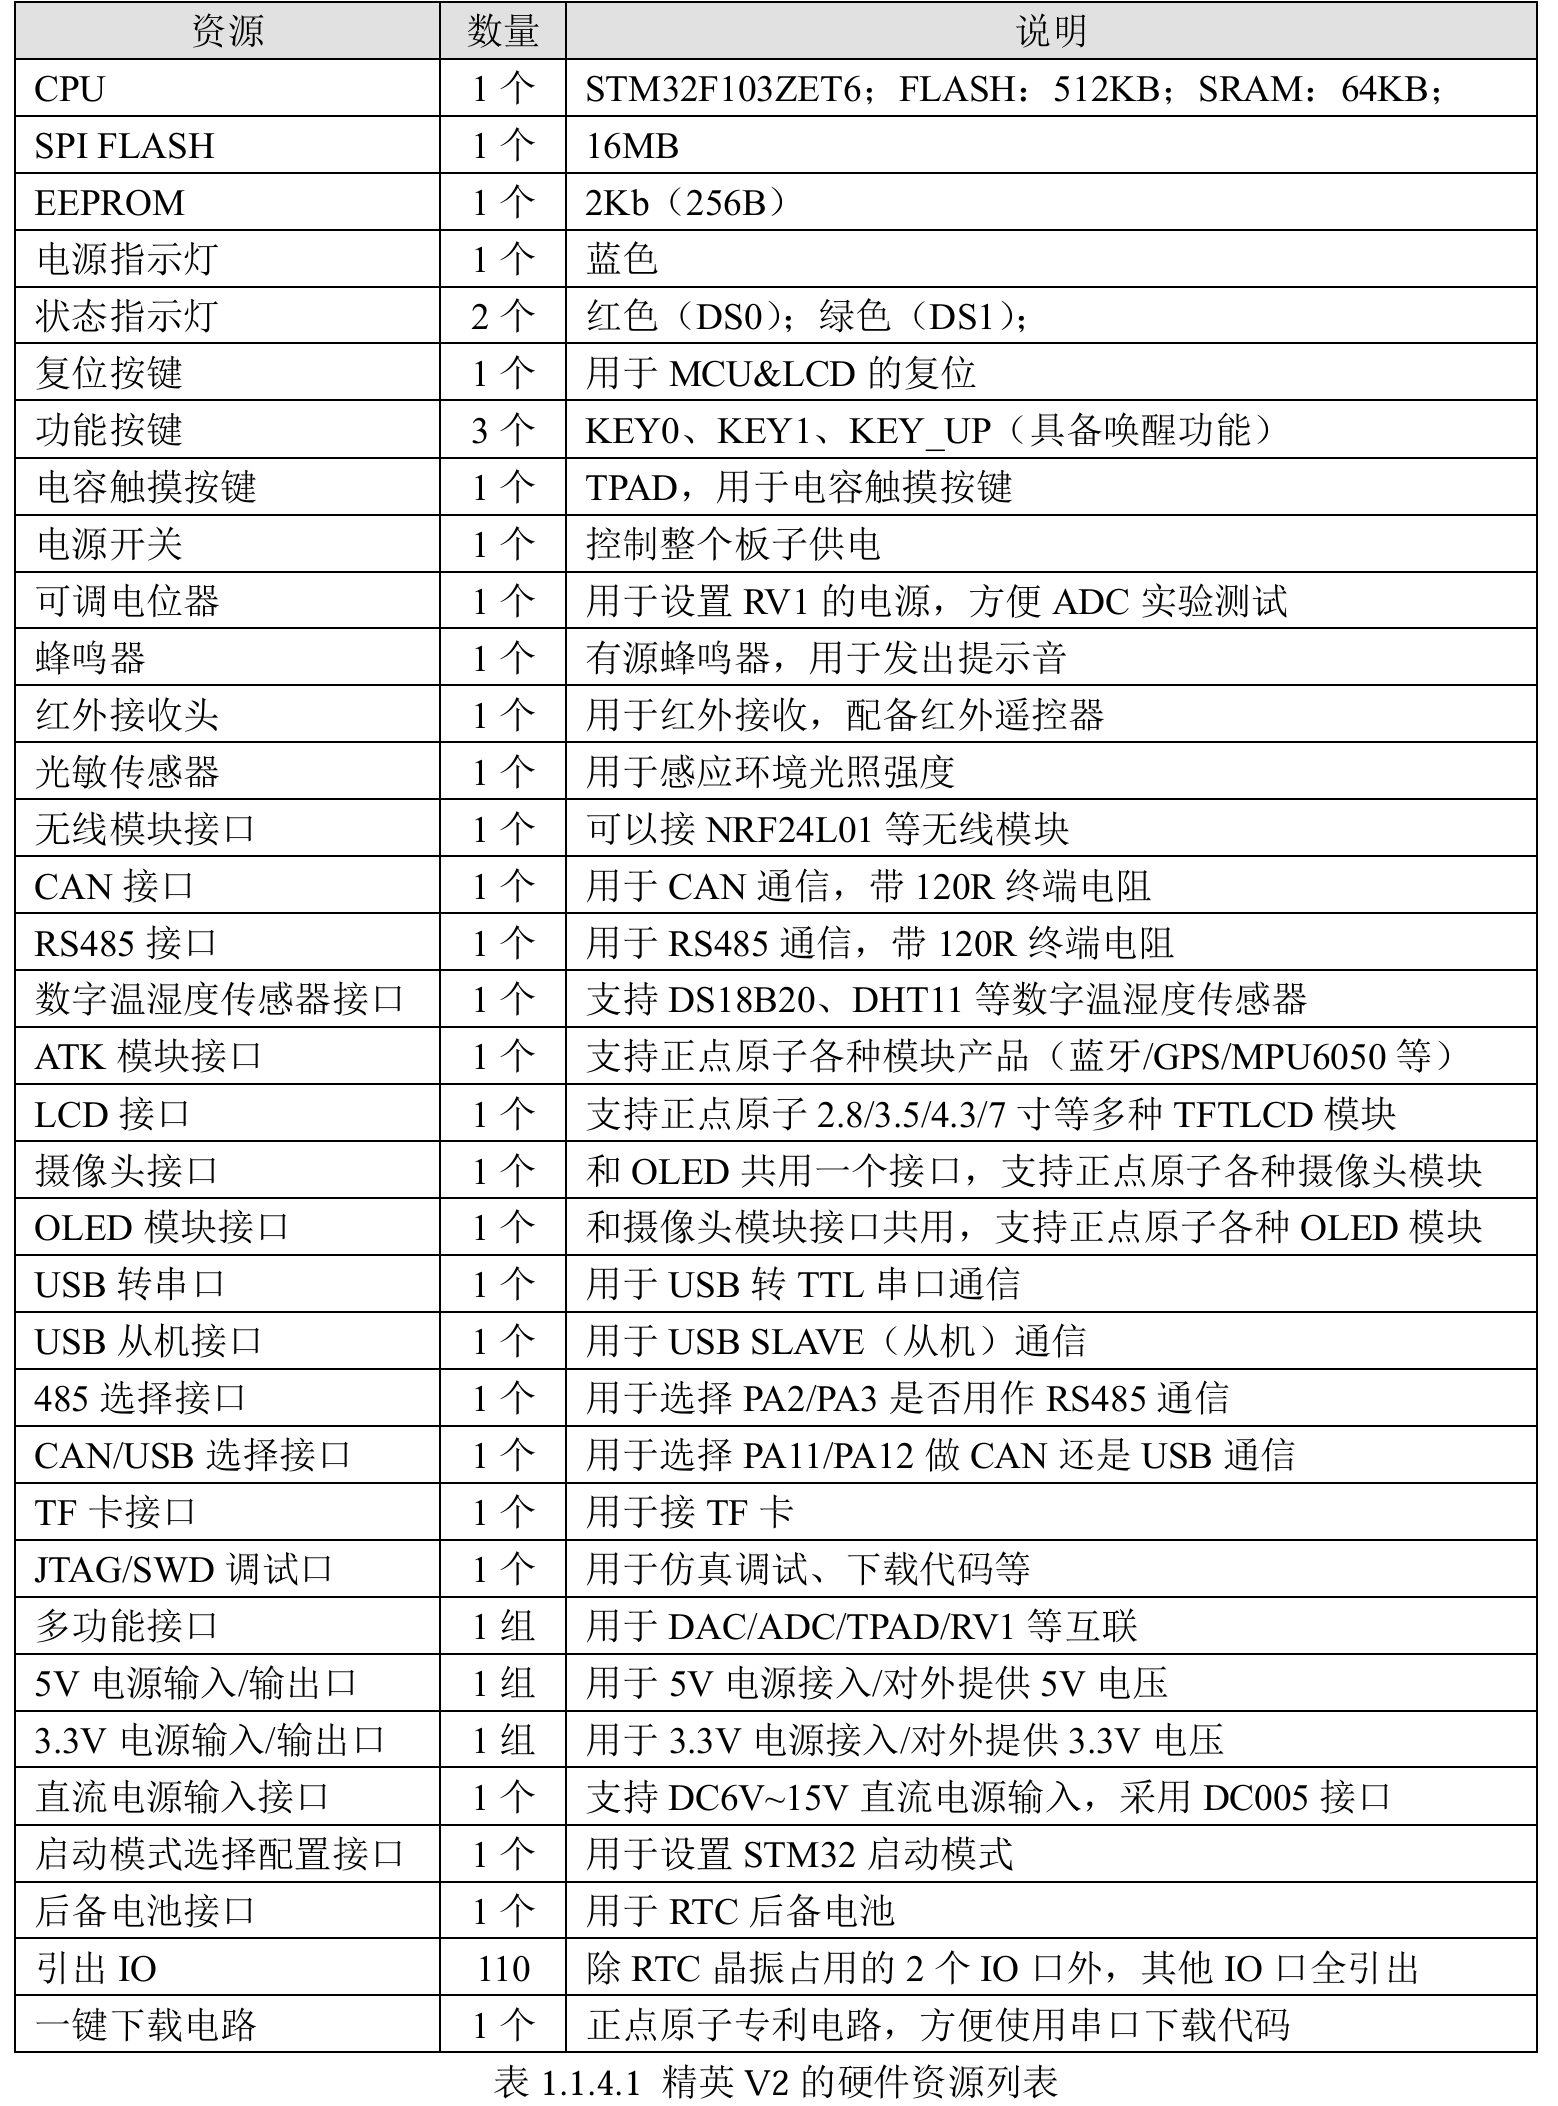 资源 数量 说明
CPU 1 个 STM32F103ZET6；FLASH：512KB；SRAM：64KB；
SPI FLASH 1 个 16MB
EEPROM 1 个 2Kb（256B）
电源指示灯 1 个 蓝色
状态指示灯 2 个 红色（DS0）；绿色（DS1）；
复位按键 1 个 用于 MCU&LCD 的复位
功能按键 3 个 KEY0、KEY1、KEY_UP（具备唤醒功能）
电容触摸按键 1 个 TPAD，用于电容触摸按键
电源开关 1 个 控制整个板子供电
可调电位器 1 个 用于设置 RV1 的电源，方便 ADC 实验测试
蜂鸣器 1 个 有源蜂鸣器，用于发出提示音
红外接收头 1 个 用于红外接收，配备红外遥控器
光敏传感器 1 个 用于感应环境光照强度
无线模块接口 1 个 可以接 NRF24L01 等无线模块
CAN 接口 1 个 用于 CAN 通信，带 120R 终端电阻
RS485 接口 1 个 用于 RS485 通信，带 120R 终端电阻
数字温湿度传感器接口 1 个 支持 DS18B20、DHT11 等数字温湿度传感器
ATK 模块接口 1 个 支持正点原子各种模块产品（蓝牙/GPS/MPU6050 等）
LCD 接口 1 个 支持正点原子 2.8/3.5/4.3/7 寸等多种 TFTLCD 模块
摄像头接口 1 个 和 OLED 共用一个接口，支持正点原子各种摄像头模块
OLED 模块接口 1 个 和摄像头模块接口共用，支持正点原子各种 OLED 模块
USB 转串口 1 个 用于 USB 转 TTL 串口通信
USB 从机接口 1 个 用于 USB SLAVE（从机）通信
485 选择接口 1 个 用于选择 PA2/PA3 是否用作 RS485 通信
CAN/USB 选择接口 1 个 用于选择 PA11/PA12 做 CAN 还是 USB 通信
TF 卡接口 1 个 用于接 TF 卡
JTAG/SWD 调试口 1 个 用于仿真调试、下载代码等
多功能接口 1 组 用于 DAC/ADC/TPAD/RV1 等互联
5V 电源输入/输出口 1 组 用于 5V 电源接入/对外提供 5V 电压
3.3V 电源输入/输出口 1 组 用于 3.3V 电源接入/对外提供 3.3V 电压
直流电源输入接口 1 个 支持 DC6V~15V 直流电源输入，采用 DC005 接口
启动模式选择配置接口 1 个 用于设置 STM32 启动模式
后备电池接口 1 个 用于 RTC 后备电池
引出 IO 110 除 RTC 晶振占用的 2 个 IO 口外，其他 IO 口全引出
一键下载电路 1 个 正点原子专利电路，方便使用串口下载代码
表 1.1.4.1 精英 V2 的硬件资源列表